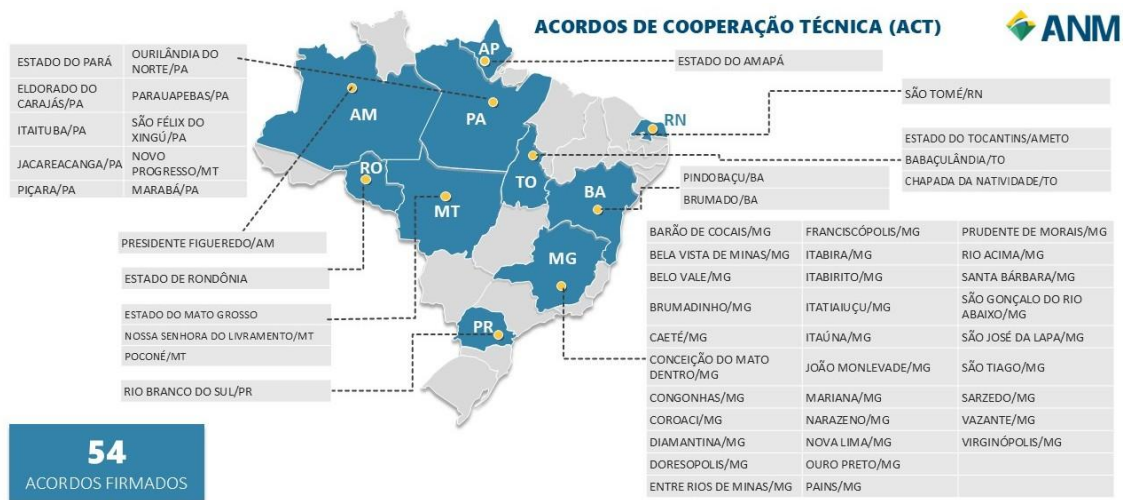 ACORDOS DE COOPERAÇÃO TÉCNICA (ACT)
ANM
ESTADO DO PARÁ
OURILÂNDIA DO
NORTE/PA
ELDORADO DO
CARAJÁS/PA
PARAUAPEBAS/PA
ITAITUBA/PA
SÃO FÉLIX DO
XINGÚ/PA
JACAREACANGA/PA
NOVO
PROGRESSO/MT
PIÇARA/PA
MARABÁ/PA
AP
ESTADO DO AMAPÁ
AM
PA
RN
SÃO TOMÉ/RN
RO
MT
TO
BA
MG
PR
ESTADO DO TOCANTINS/AMETO
BABAÇULÂNDIA/TO
CHAPADA DA NATIVIDADE/TO
PINDOBAÇU/BA
BRUMADO/BA
PRESIDENTE FIGUEREDO/AM
ESTADO DE RONDÔNIA
ESTADO DO MATO GROSSO
NOSSA SENHORA DO LIVRAMENTO/MT
POCONÉ/MT
RIO BRANCO DO SUL/PR
BARÃO DE COCAIS/MG
FRANCISCÓPOLIS/MG
PRUDENTE DE MORAIS/MG
BELA VISTA DE MINAS/MG
ITABIRA/MG
RIO ACIMA/MG
BELO VALE/MG
ITABIRITO/MG
SANTA BÁRBARA/MG
BRUMADINHO/MG
ITATIAIUÇU/MG
SÃO GONÇALO DO RIO
ABAIXO/MG
CAETÉ/MG
ITAÚNA/MG
SÃO JOSÉ DA LAPA/MG
CONCEIÇÃO DO MATO
DENTRO/MG
JOÃO MONLEVADE/MG
SÃO TIAGO/MG
CONGONHAS/MG
MARIANA/MG
SARZEDO/MG
COROACI/MG
NARAZENO/MG
VAZANTE/MG
DIAMANTINA/MG
NOVA LIMA/MG
VIRGINÓPOLIS/MG
DORESOPOLIS/MG
OURO PRETO/MG
ENTRE RIOS DE MINAS/MG
PAINS/MG
54
ACORDOS FIRMADOS